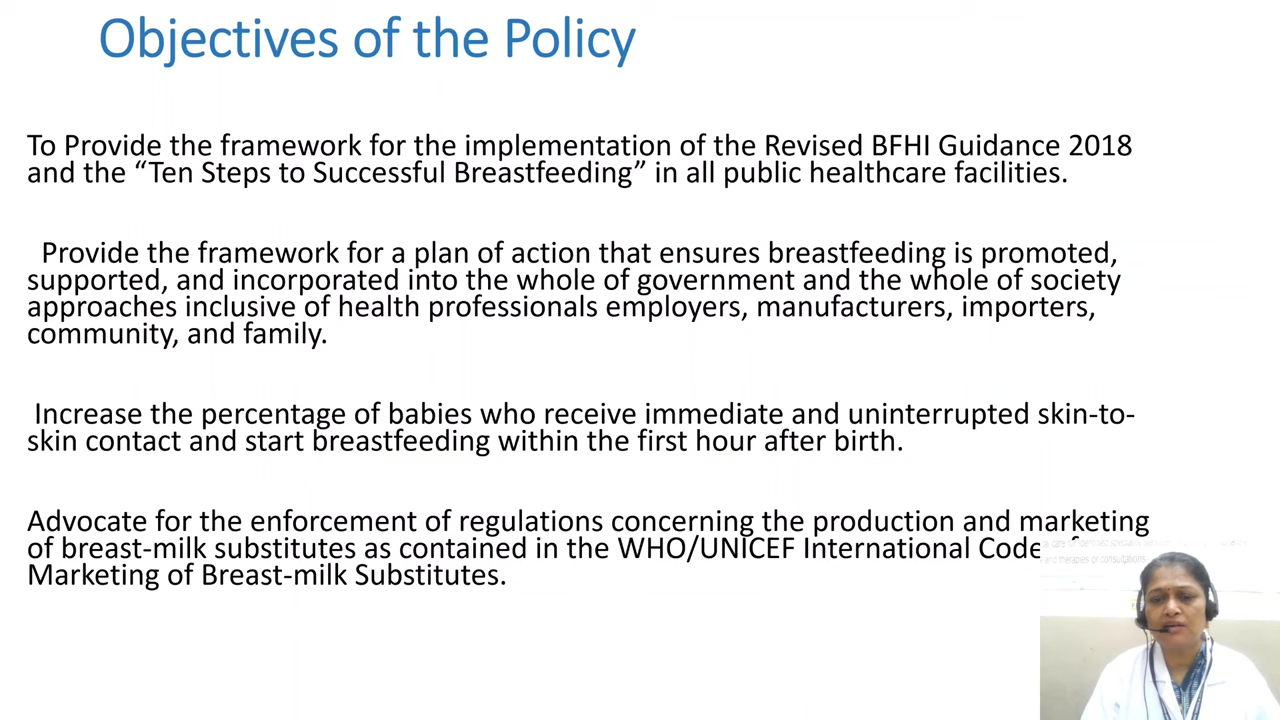 Objectives of the Policy
To Provide the framework for the implementation of the Revised BFHI Guidance 2018
and the “Ten Steps to Successful Breastfeeding” in all public healthcare facilities.
Provide the framework for a plan of action that ensures breastfeeding is promoted,
supported, and incorporated into the whole of government and the whole of society
approaches inclusive of health professionals employers, manufacturers, importers,
community, and family.
Increase the percentage of babies who receive immediate and uninterrupted skin-to-
skin contact and start breastfeeding within the first hour after birth.
Advocate for the enforcement of regulations concerning the production and marketing
of breast-milk substitutes as contained in the WHO/UNICEF International Code
Marketing of Breast-milk Substitutes.
and therapies or consultations